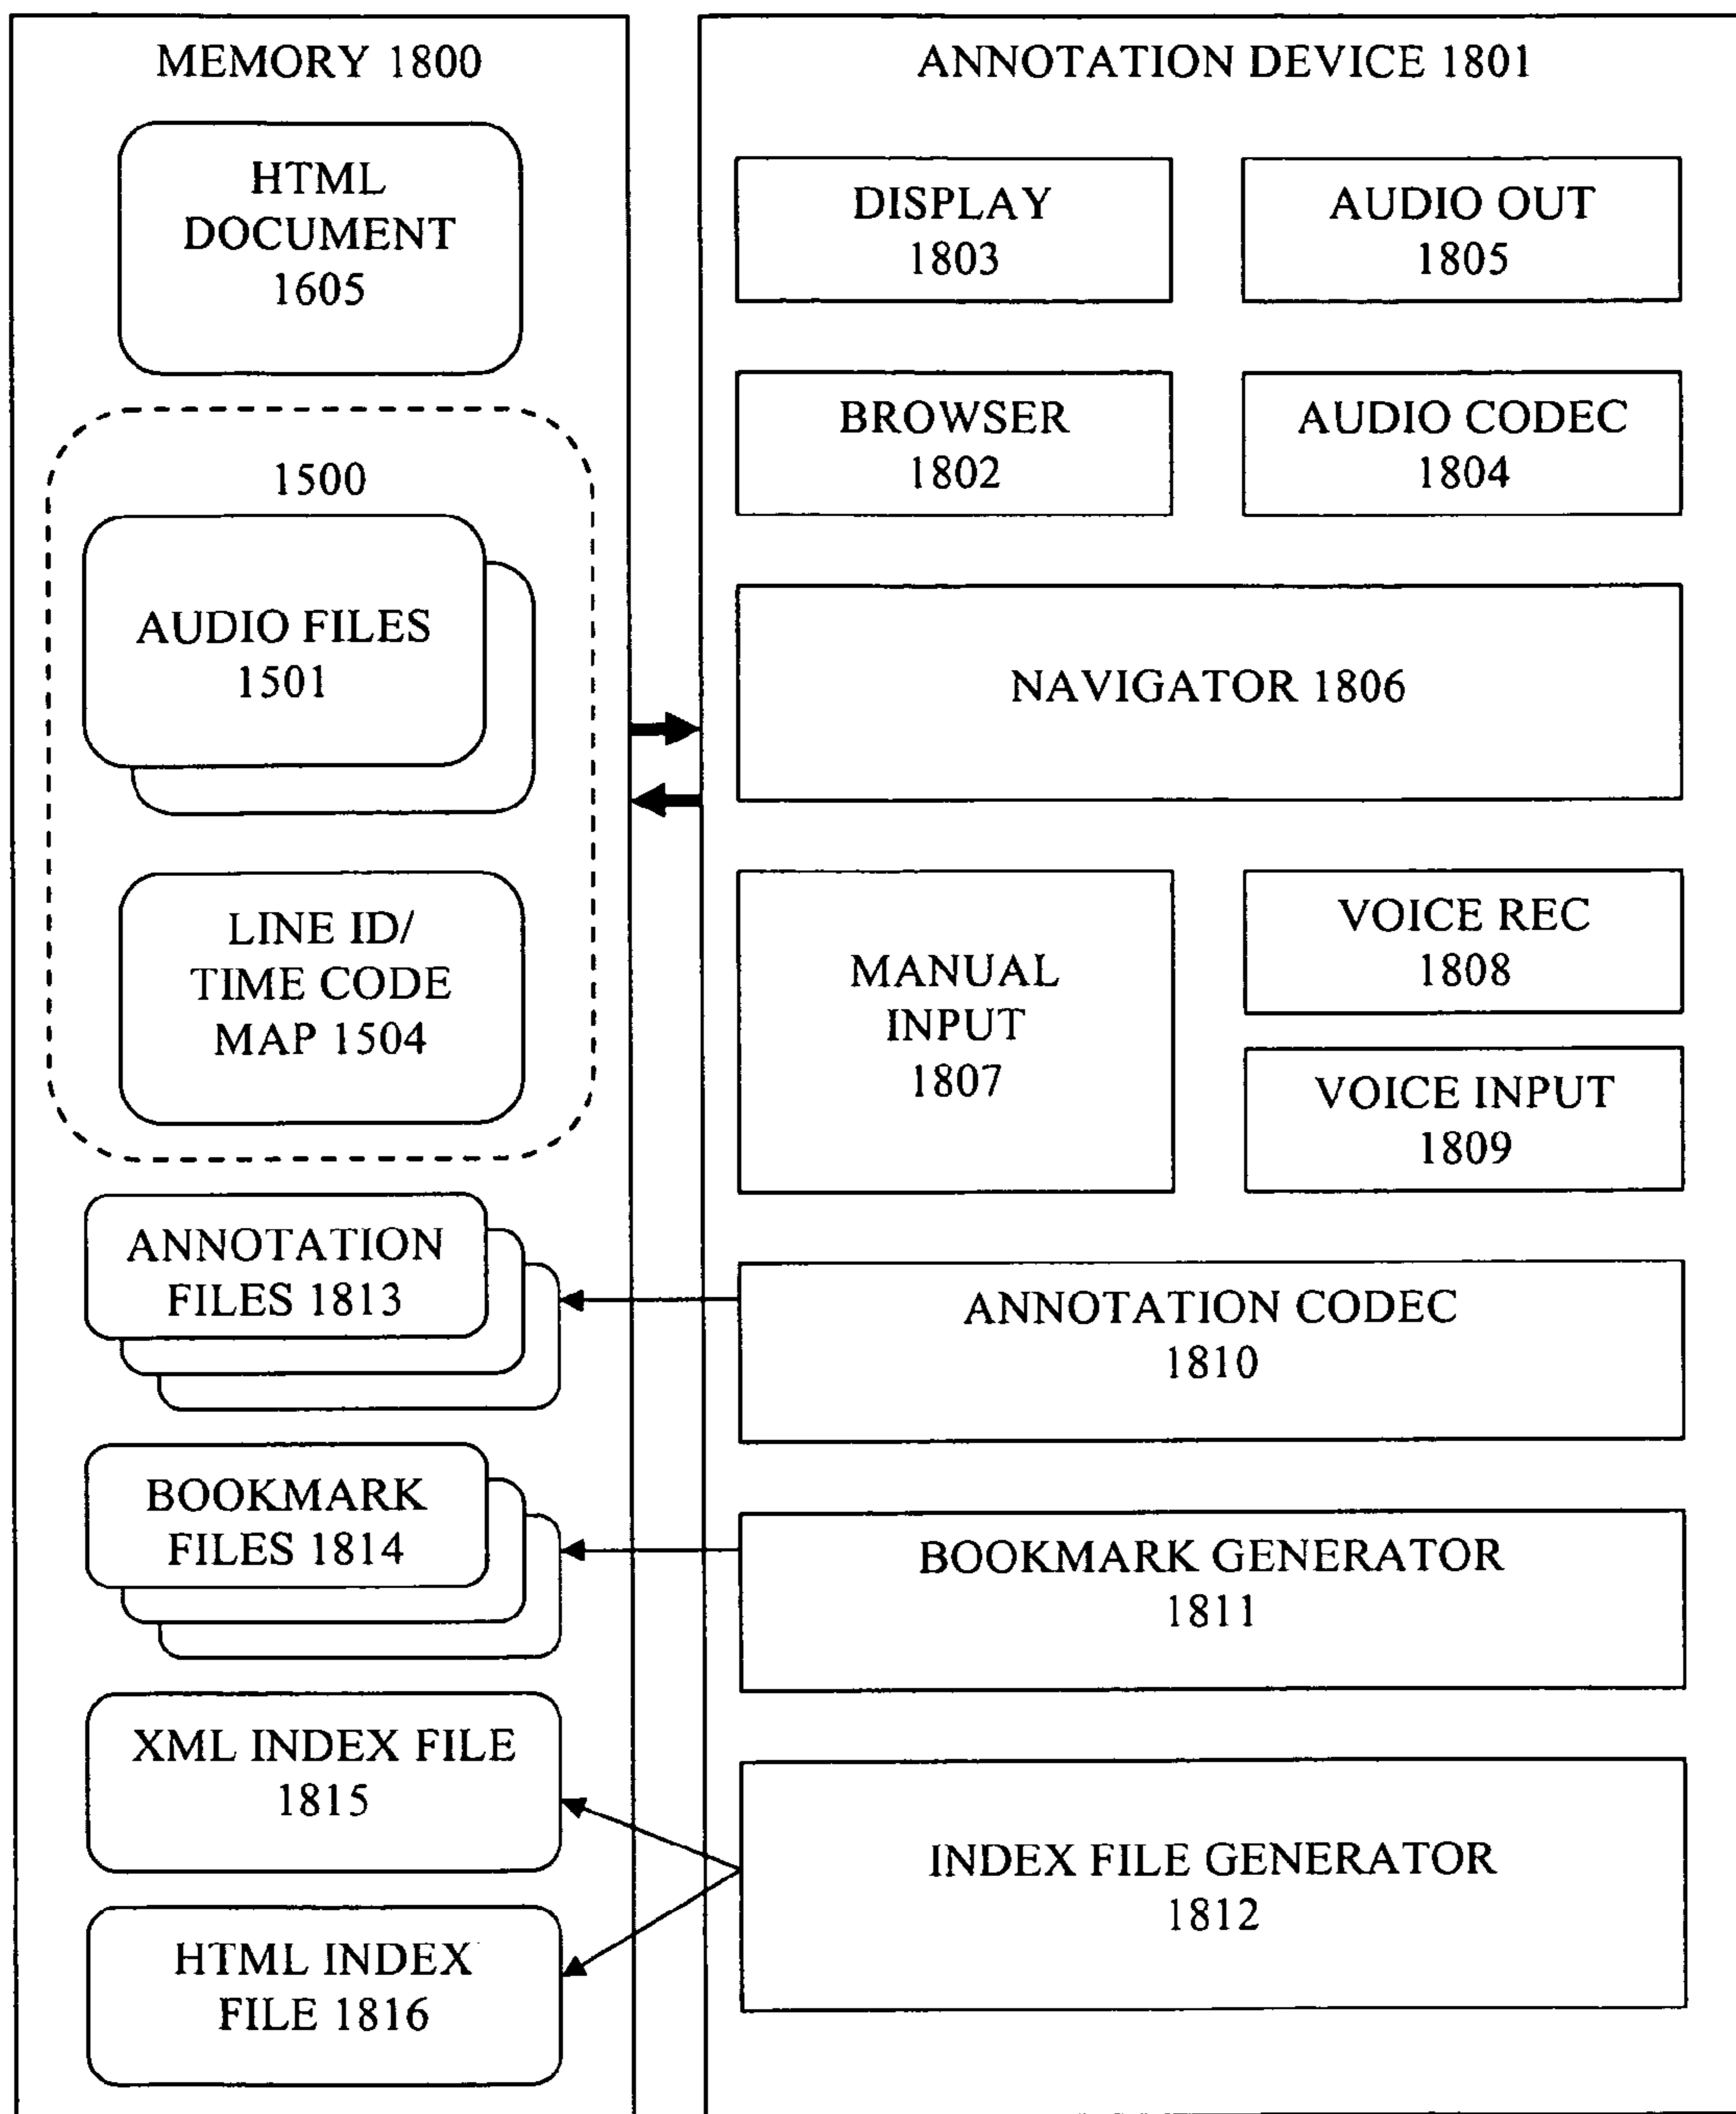 MEMORY 1800
HTML
DOCUMENT
1605
1500
AUDIO FILES
1501
LINE ID/
TIME CODE
MAP 1504
ANNOTATION
FILES 1813
BOOKMARK
FILES 1814
XML INDEX FILE
1815
HTML INDEX
FILE 1816
ANNOTATION DEVICE 1801
DISPLAY
1803
AUDIO OUT
1805
BROWSER
1802
AUDIO CODEC
1804
NAVIGATOR 1806
MANUAL
INPUT
1807
VOICE REC
1808
VOICE INPUT
1809
ANNOTATION CODEC
1810
BOOKMARK GENERATOR
1811
INDEX FILE GENERATOR
1812